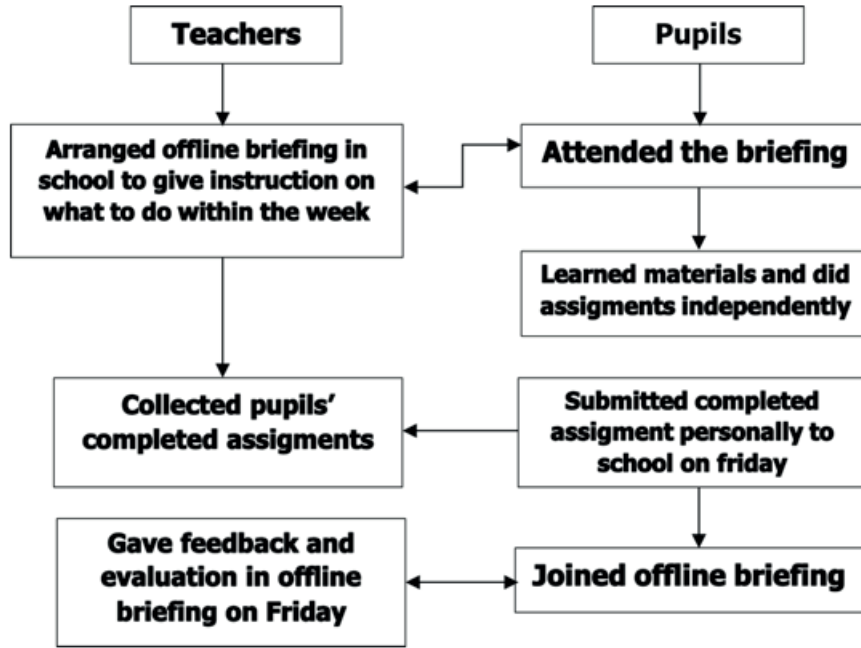 Teachers
Pupils
Arranged offline briefing in
school to give instruction on
what to do within the week
Attended the briefing
Learned materials and did
assigments independently
Collected pupils’
completed assigments
Submitted completed
assigment personally to
school on friday
Gave feedback and
evaluation in offline
briefing on Friday
Joined offline briefing